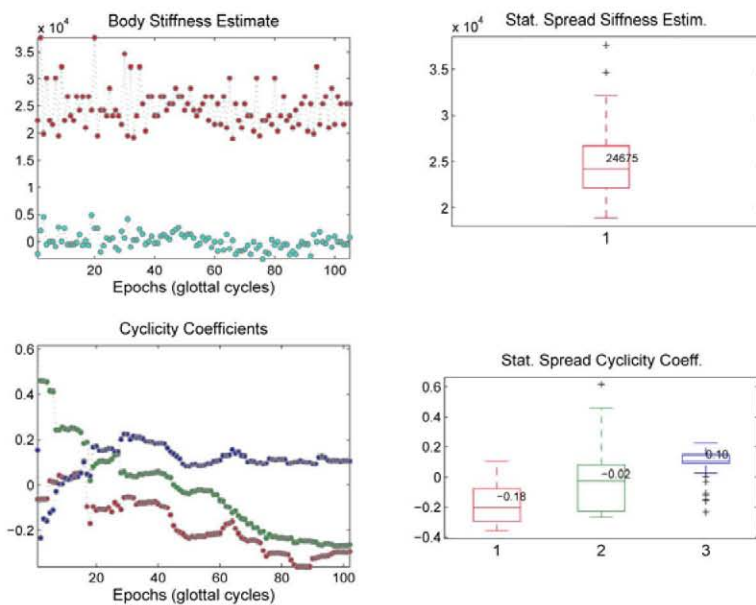 Body Stiffness Estimate
x 10⁴
3.5
3
2.5
2
1.5
1
0.5
0
20 40 60 80 100
Epochs (glottal cycles)
Stat. Spread Siffness Estim.
x 10⁴
3.5
3
2.5
2
24675
1
Cyclicity Coefficients
0.6
0.4
0.2
0
−0.2
20 40 60 80 100
Epochs (glottal cycles)
Stat. Spread Cyclicity Coeff.
0.6
0.4
0.2
0
−0.2
−0.4
−0.18
−0.02
0.10
1 2 3